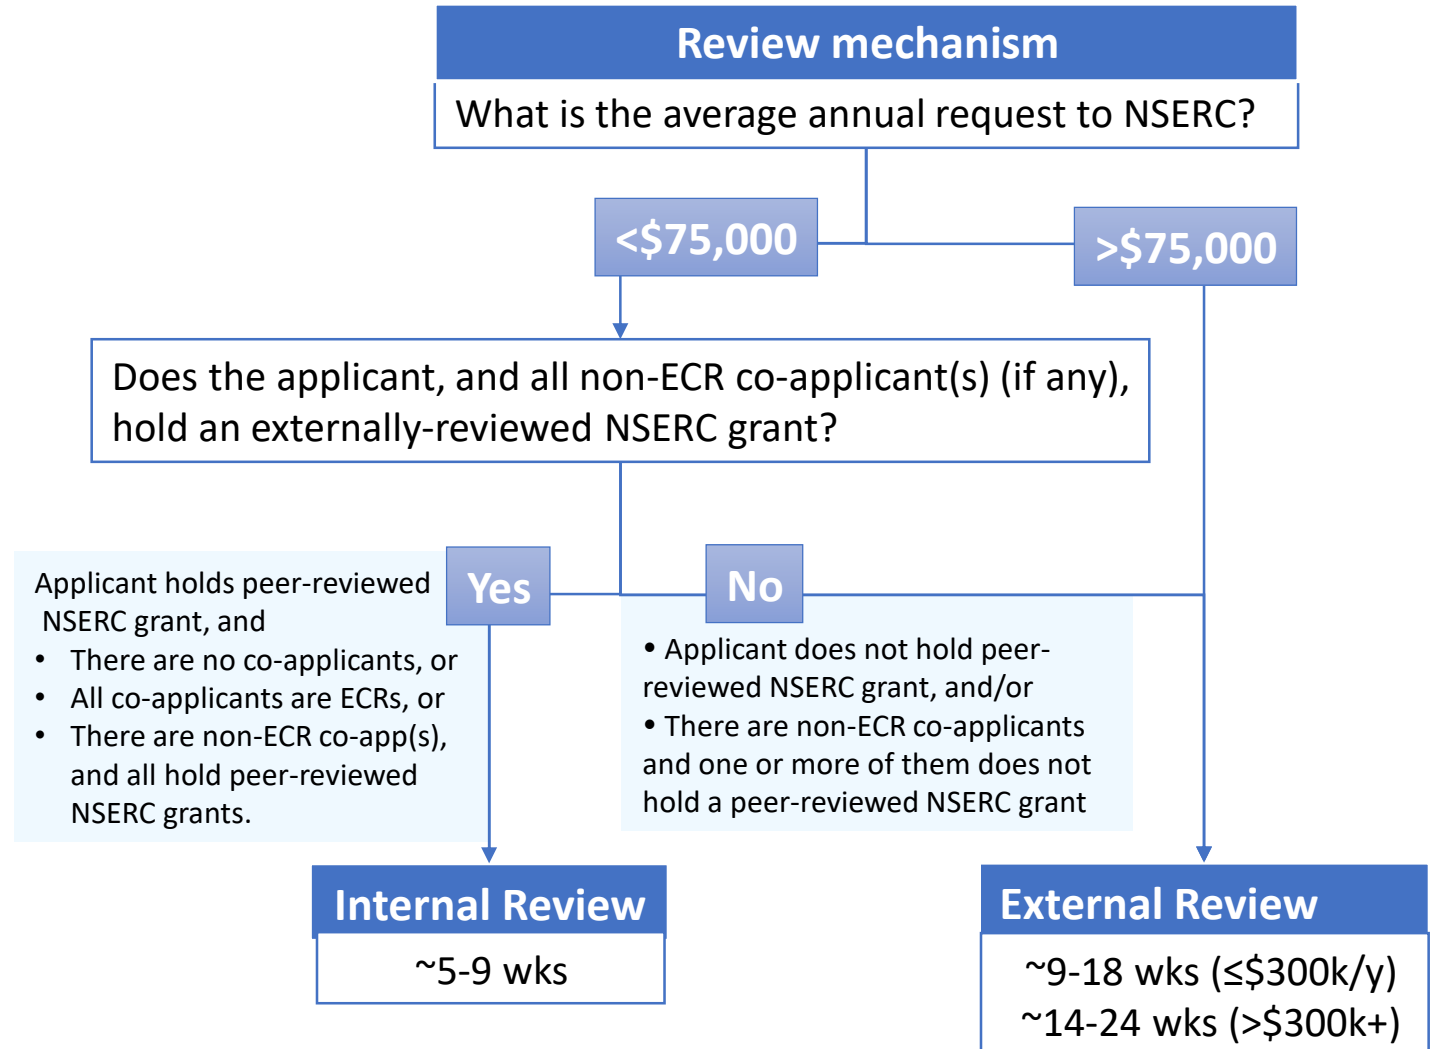 Review mechanism
What is the average annual request to NSERC?
<$75,000
>$75,000
Does the applicant, and all non-ECR co-applicant(s) (if any),
hold an externally-reviewed NSERC grant?
Yes
No
Applicant holds peer-reviewed
NSERC grant, and
• There are no co-applicants, or
• All co-applicants are ECRs, or
• There are non-ECR co-app(s),
and all hold peer-reviewed
NSERC grants.
• Applicant does not hold peer-
reviewed NSERC grant, and/or
• There are non-ECR co-applicants
and one or more of them does not
hold a peer-reviewed NSERC grant
Internal Review
~5-9 wks
External Review
~9-18 wks (≤$300k/y)
~14-24 wks (>$300k+)